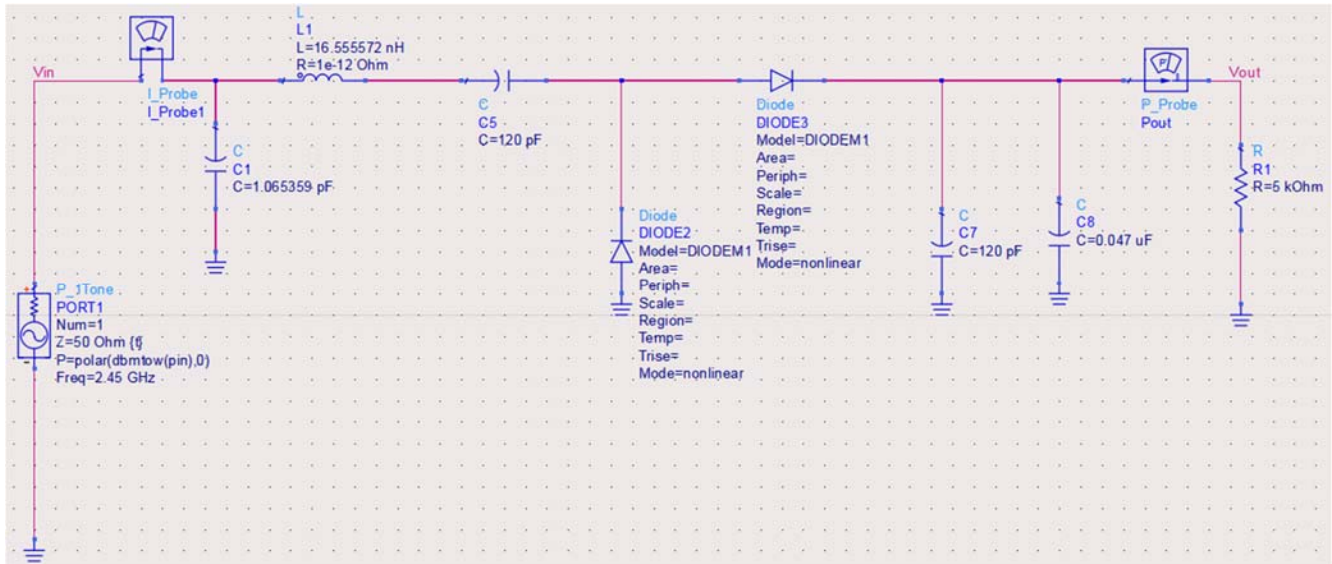 Vin
I_Probe
I_Probe1
L
L1
L=16.555572 nH
R=1e-12 Ohm
C
C1
C=1.065359 pF
C
C5
C=120 pF
Diode
DIODE3
Model=DIODEM1
Area=
Periph=
Scale=
Region=
Temp=
Trise=
Mode=nonlinear
Diode
DIODE2
Model=DIODEM1
Area=
Periph=
Scale=
Region=
Temp=
Trise=
Mode=nonlinear
C
C7
C=120 pF
C
C8
C=0.047 uF
P
P_Probe
Pout
Vout
R
R1
R=5 kOhm
+
P_1Tone
PORT1
Num=1
Z=50 Ohm {t}
P=polar(dbmtow(pin),0)
Freq=2.45 GHz
-